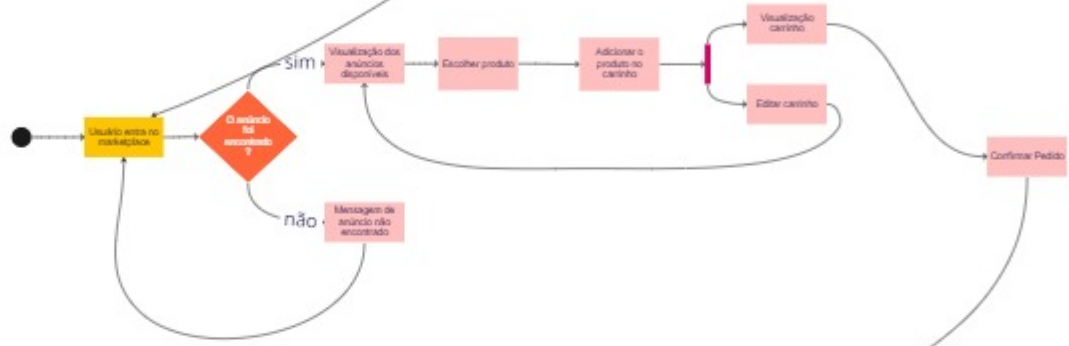 Visualização
carrinho
sim
Visualização dos
anúncios
disponíveis
Escolher produto
Adicionar o
produto no
carrinho
Editar carrinho
Usuário entra no
marketplace
O anúncio
foi
encontrado
?
Confirmar Pedido
não
Mensagem de
anúncio não
encontrado